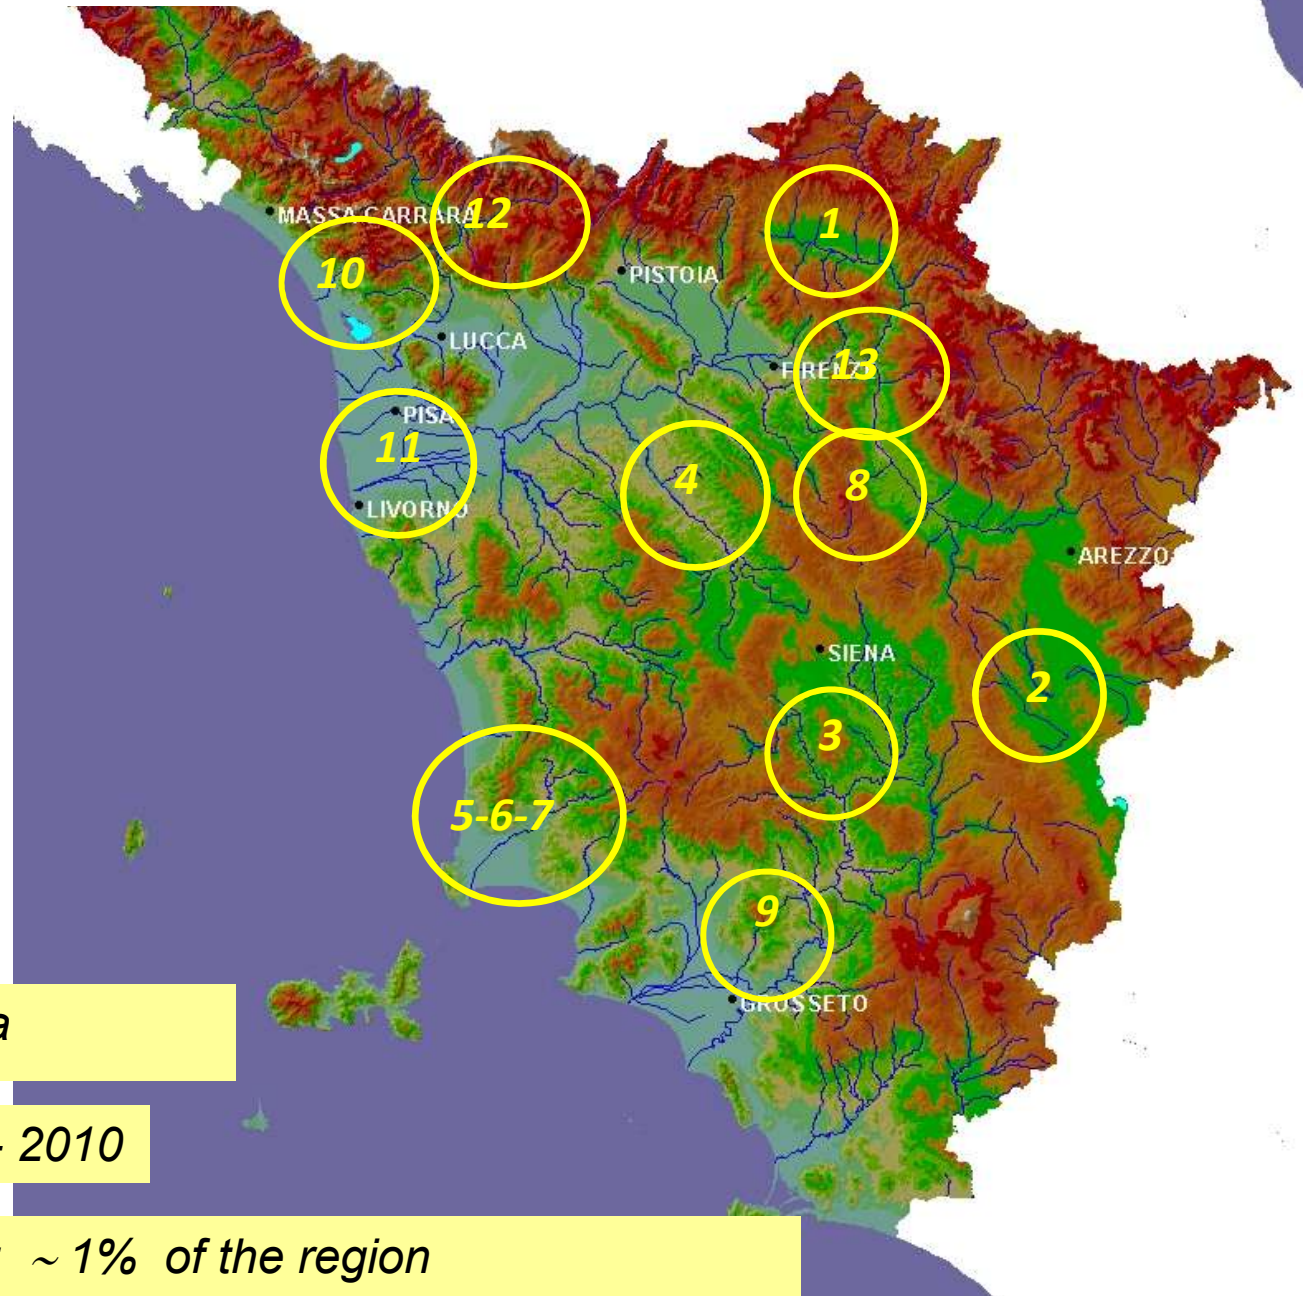 12
1
MASSA CARRARA
10
PISTOIA
LUCCA
FIRENZE
13
PISA
11
4
8
LIVORNO
AREZZO
SIENA
2
3
5-6-7
9
GROSSETO
a
- 2010
~ 1% of the region